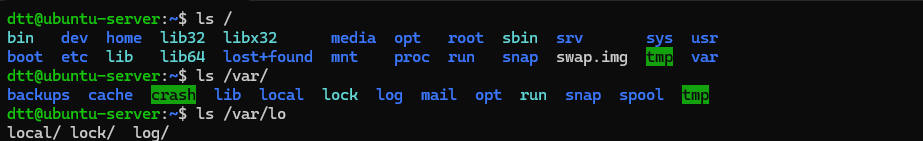 dtt@ubuntu-server:~$ ls /
bin dev home lib32 libx32 media opt root sbin srv sys usr
boot etc lib lib64 lost+found mnt proc run snap swap.img tmp var
dtt@ubuntu-server:~$ ls /var/
backups cache crash lib local lock log mail opt run snap spool tmp
dtt@ubuntu-server:~$ ls /var/lo
local/ lock/ log/